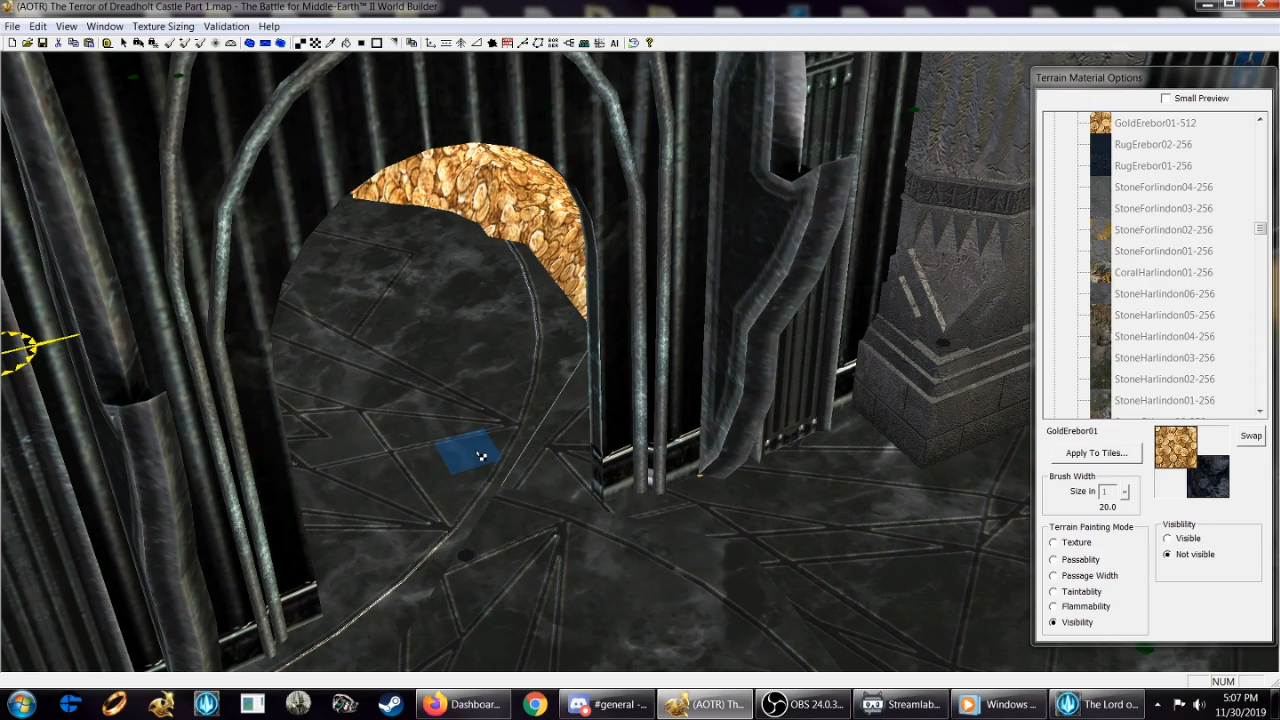 (AOTR) The Terror of Dreadholt Castle Part 1.map - The Battle for Middle-Earth™ II World Builder
File Edit View Window Texture Sizing Validation Help
AI
Terrain Material Options
Small Preview
GoldErebor01-512
RugErebor02-256
RugErebor01-256
StoneForlindon04-256
StoneForlindon03-256
StoneForlindon02-256
StoneForlindon01-256
CoralHarlindon01-256
StoneHarlindon06-256
StoneHarlindon05-256
StoneHarlindon04-256
StoneHarlindon03-256
StoneHarlindon02-256
StoneHarlindon01-256
GoldErebor01
Apply To Tiles...
Swap
Brush Width
Size in 1
20.0
Terrain Painting Mode
Texture
Passablity
Passage Width
Taintablity
Flammability
Visibility
Visiblility
Visible
Not visible
NUM
Dashboar...
#general -...
(AOTR) Th...
OBS 24.0.3...
Streamlab...
Windows ...
The Lord o...
5:07 PM
11/30/2019